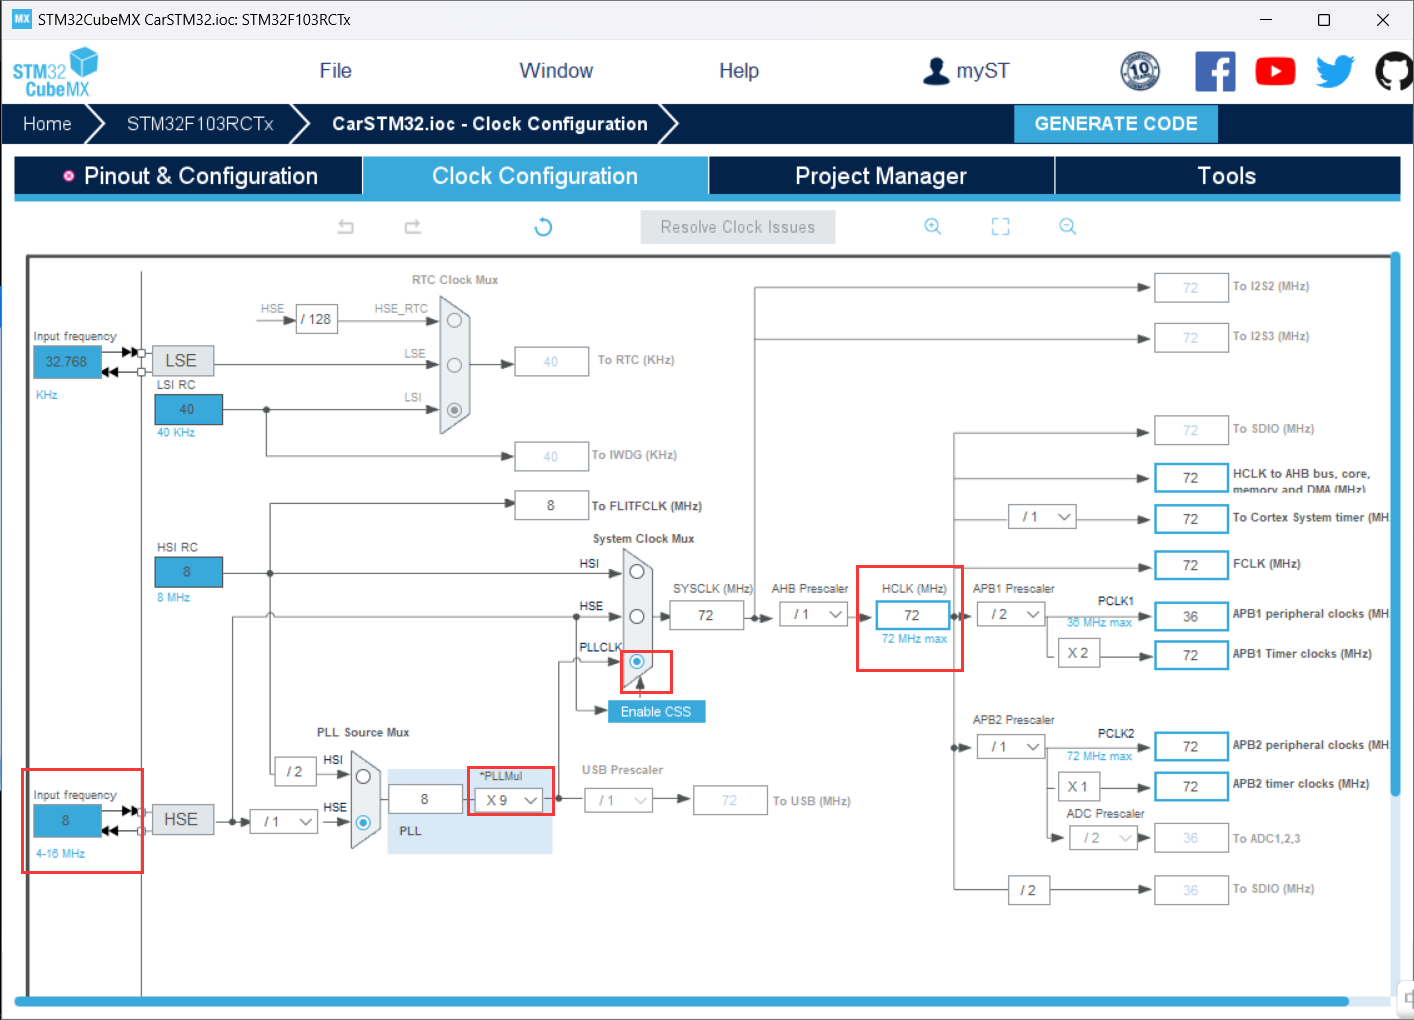 STM32CubeMX CarSTM32.ioc: STM32F103RCTx
STM32
CubeMX
File
Window
Help
myST
10
Home
STM32F103RCTx
CarSTM32.ioc - Clock Configuration
GENERATE CODE
Pinout & Configuration
Clock Configuration
Project Manager
Tools
Resolve Clock Issues
RTC Clock Mux
HSE
/ 128
HSE_RTC
Input frequency
32.768
KHz
LSE
LSE
40
To RTC (KHz)
LSI RC
40
40 KHz
LSI
40
To IWDG (KHz)
8
To FLITFCLK (MHz)
HSI RC
8
8 MHz
System Clock Mux
HSI
HSE
PLLCLK
Enable CSS
SYSCLK (MHz)
72
AHB Prescaler
/ 1
HCLK (MHz)
72
72 MHz max
APB1 Prescaler
/ 2
PCLK1
36 MHz max
X 2
72
To I2S2 (MHz)
72
To I2S3 (MHz)
72
To SDIO (MHz)
72
HCLK to AHB bus, core,
memory and DMA (MHz)
/ 1
72
To Cortex System timer (MH
72
FCLK (MHz)
36
APB1 peripheral clocks (MH
72
APB1 Timer clocks (MHz)
APB2 Prescaler
/ 1
PCLK2
72 MHz max
72
APB2 peripheral clocks (MH
X 1
72
APB2 timer clocks (MHz)
ADC Prescaler
/ 2
36
To ADC1,2,3
/ 2
36
To SDIO (MHz)
PLL Source Mux
/ 2
HSI
Input frequency
8
4-16 MHz
HSE
/ 1
HSE
8
PLL
*PLLMul
X 9
USB Prescaler
/ 1
72
To USB (MHz)